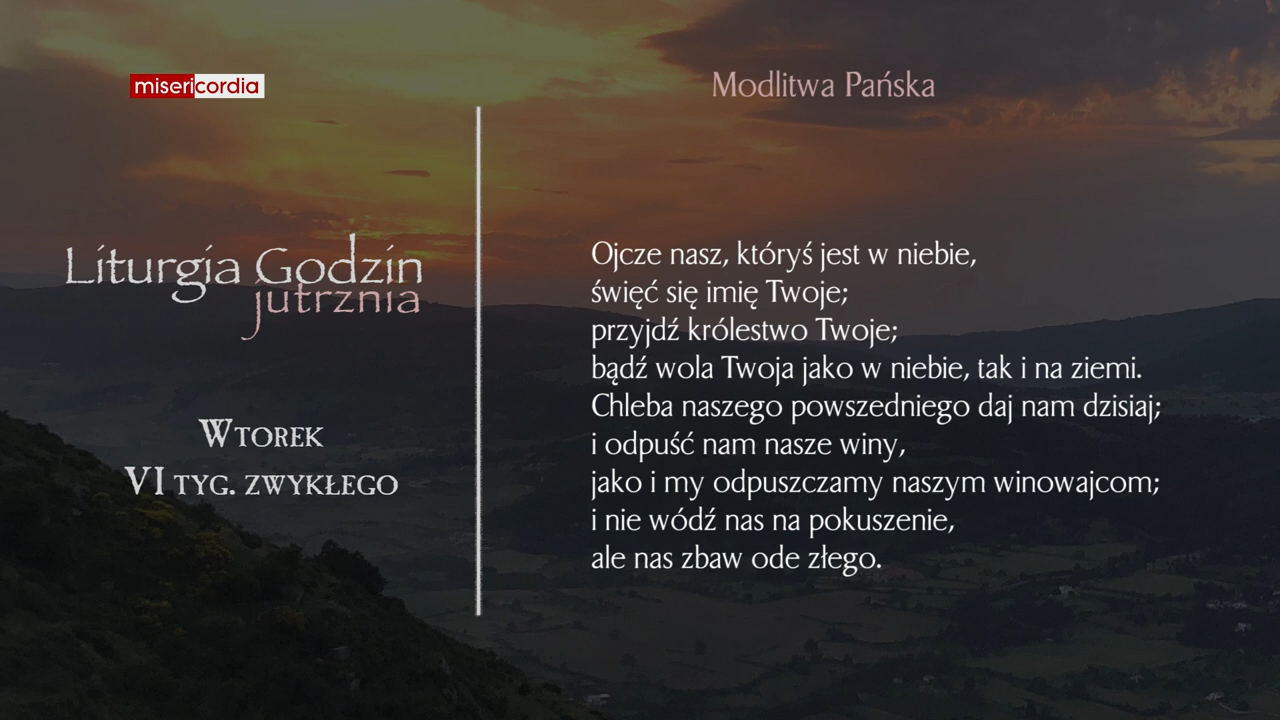 misericordia
Liturgia Godzin
jutrznia
Wtorek
VI tyg. zwykłego
Modlitwa Pańska
Ojcze nasz, któryś jest w niebie,
święć się imię Twoje;
przyjdź królestwo Twoje;
bądź wola Twoja jako w niebie, tak i na ziemi.
Chleba naszego powszedniego daj nam dzisiaj;
i odpuść nam nasze winy,
jako i my odpuszczamy naszym winowajcom;
i nie wódź nas na pokuszenie,
ale nas zbaw ode złego.